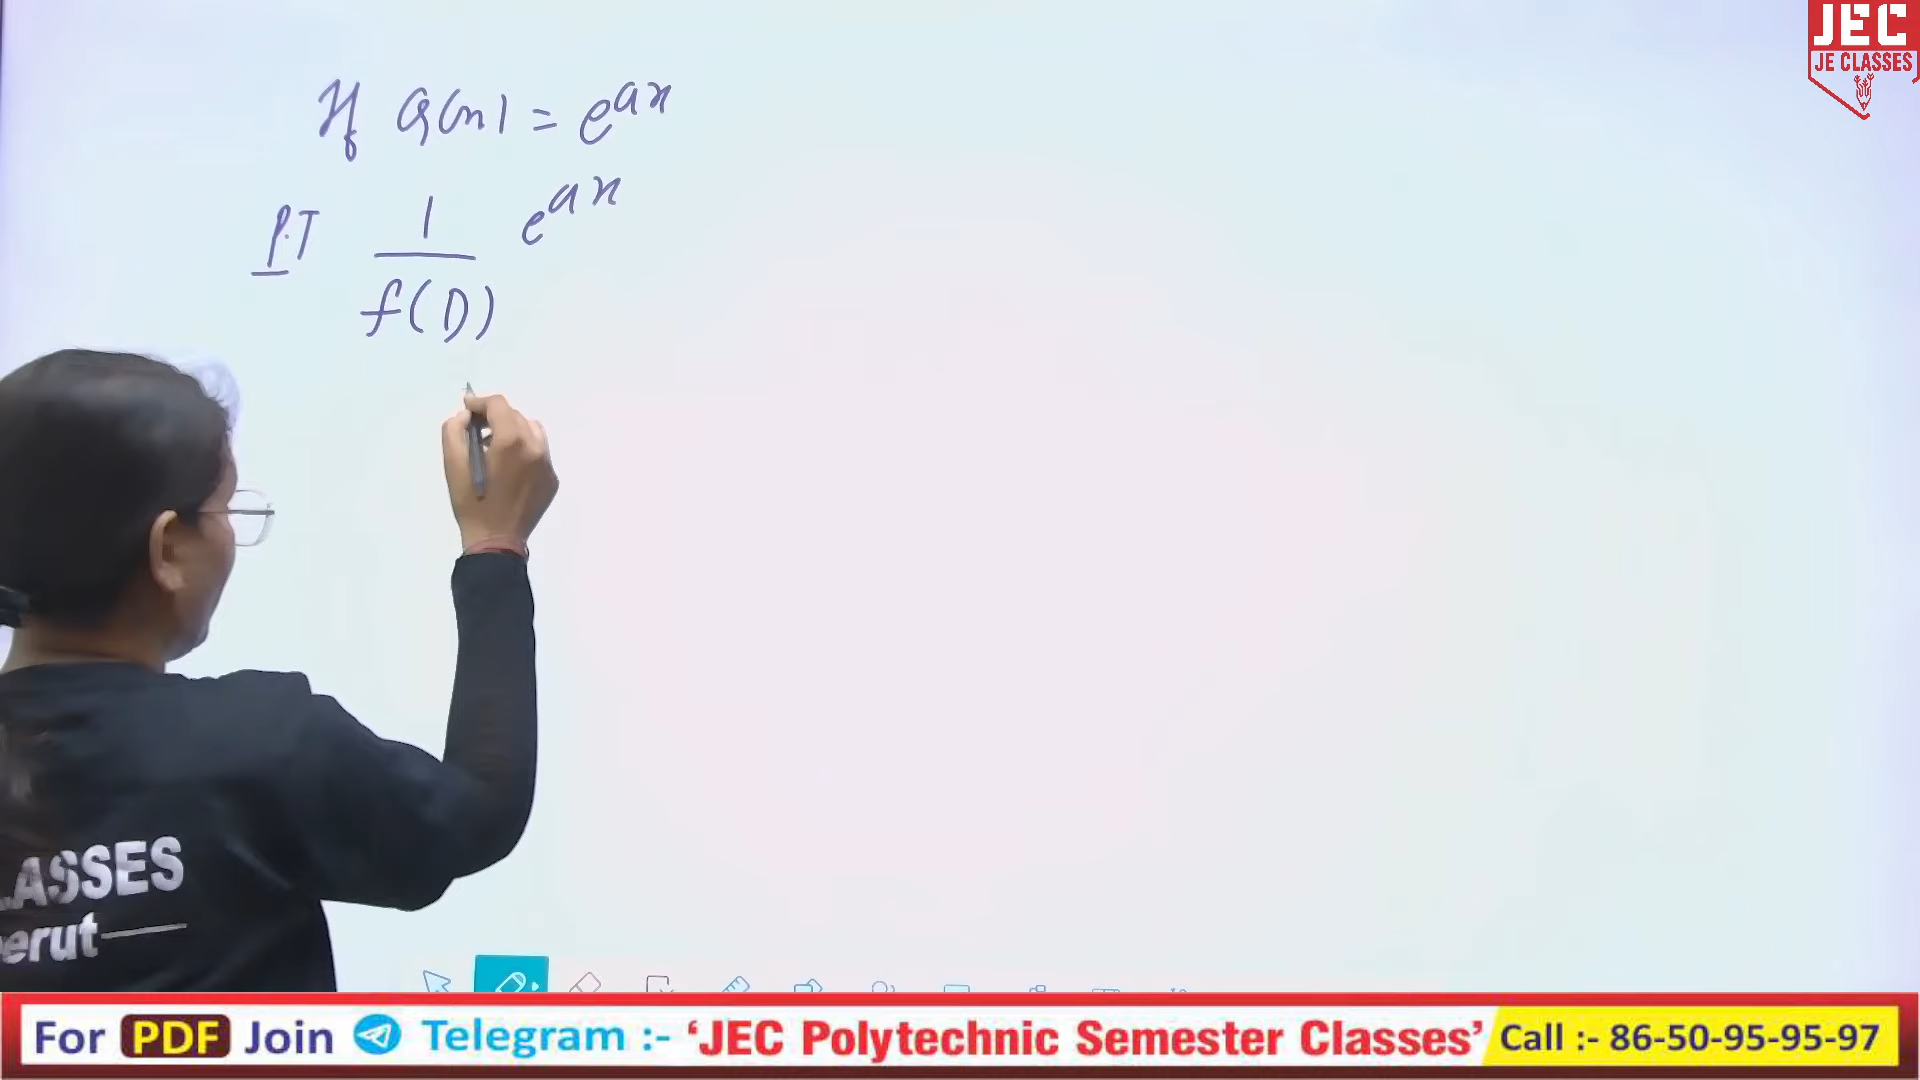 JEC
JE CLASSES
If Q(x) = e^{ax}
P.I 1/f(D) e^{ax}
LASSES
erut
For PDF Join Telegram :- ‘JEC Polytechnic Semester Classes’ Call :- 86-50-95-95-97